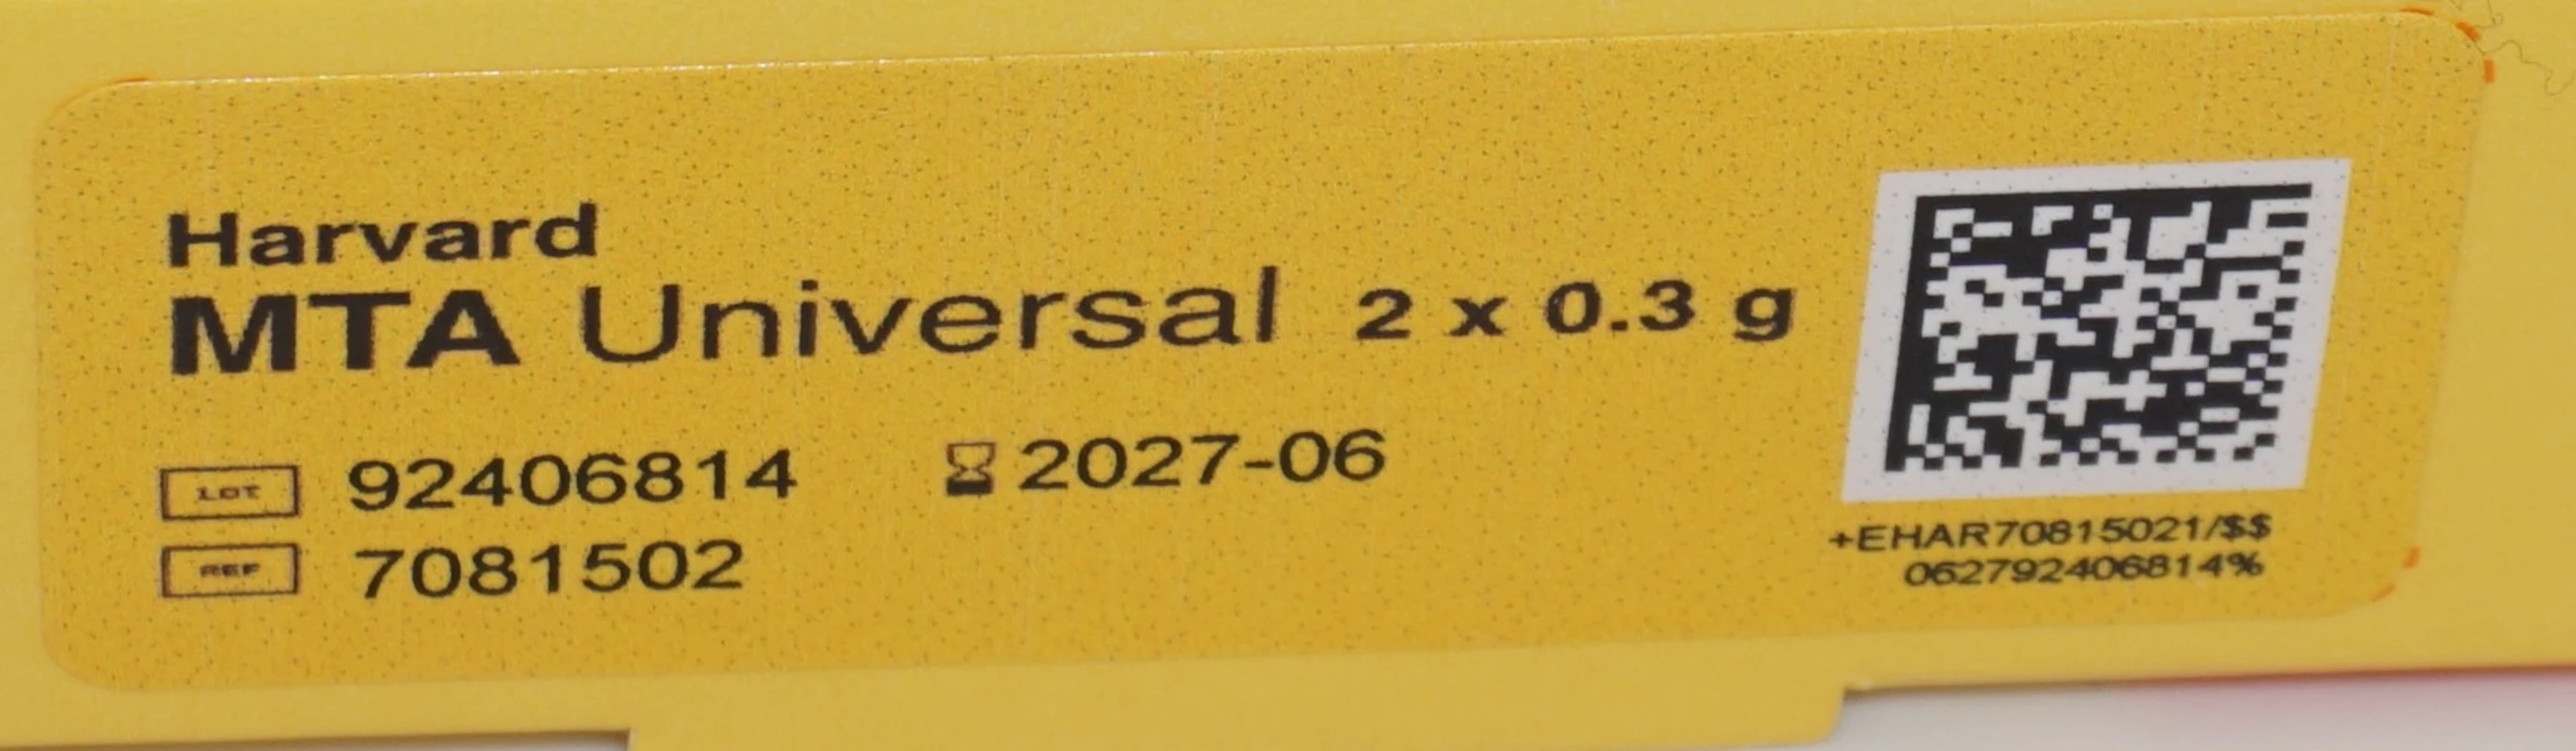 Harvard
MTA Universal 2 x 0.3 g
LOT 92406814 2027-06
REF 7081502
+EHAR70815021/$$
062792406814%